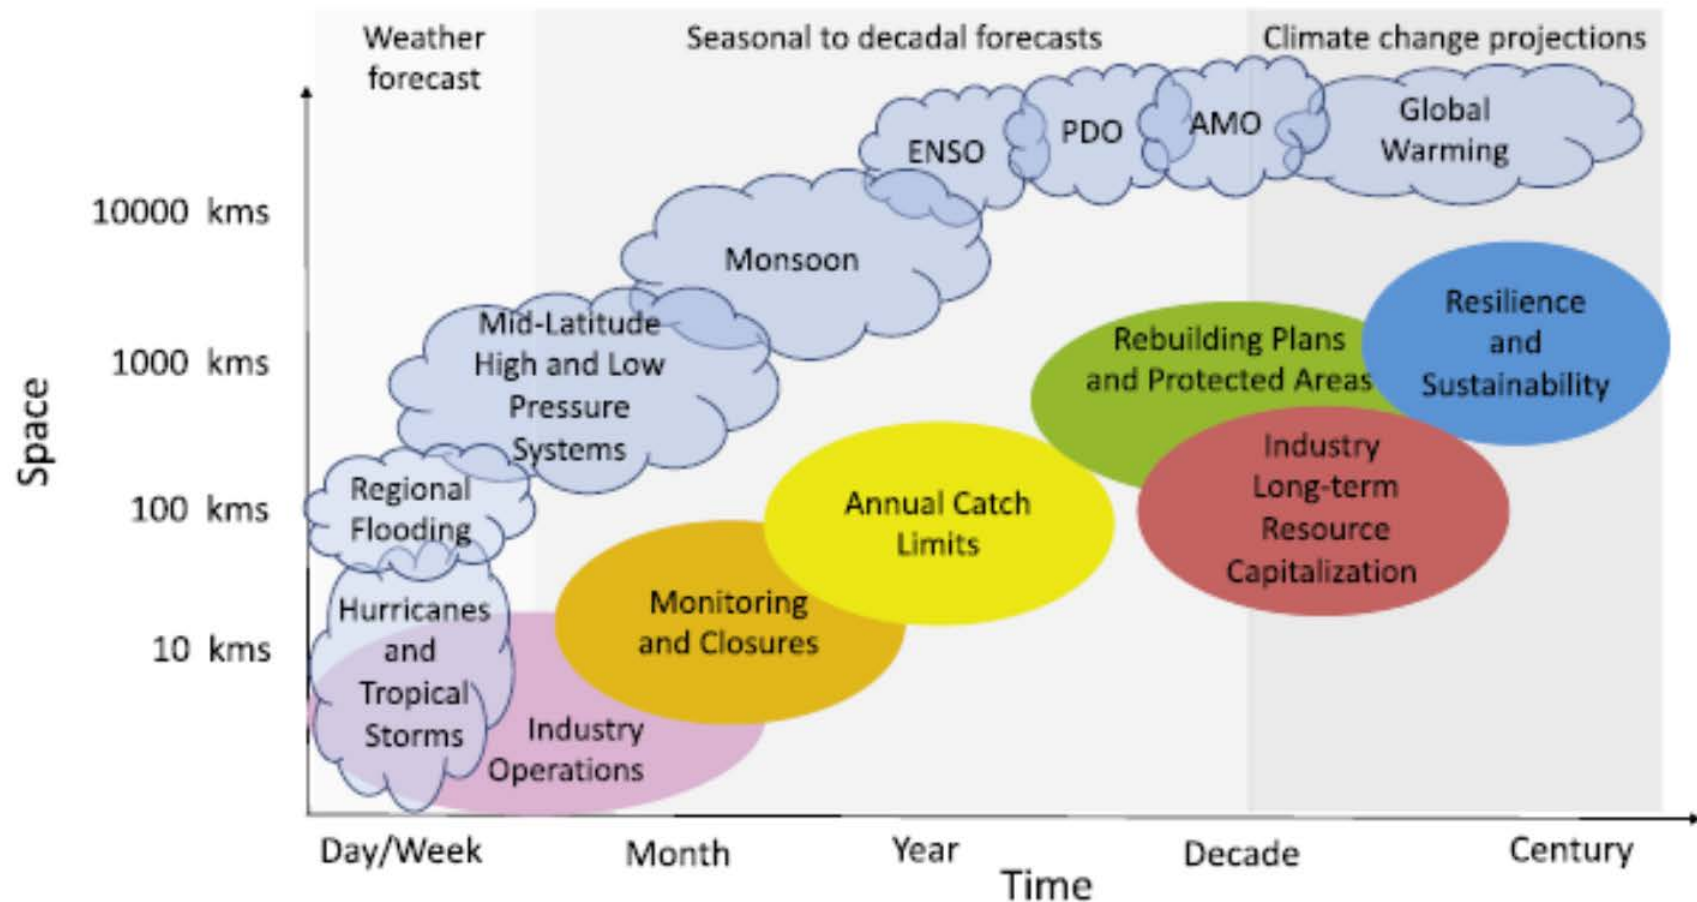 Weather
forecast
Seasonal to decadal forecasts
Climate change projections
ENSO
PDO
AMO
Global
Warming
10000 kms
Monsoon
Mid-Latitude
High and Low
Pressure
Systems
1000 kms
Rebuilding Plans
and Protected Areas
Resilience
and
Sustainability
Space
Regional
Flooding
100 kms
Annual Catch
Limits
Industry
Long-term
Resource
Capitalization
Hurricanes
and
Tropical
Storms
10 kms
Monitoring
and Closures
Industry
Operations
Day/Week
Month
Year
Decade
Century
Time